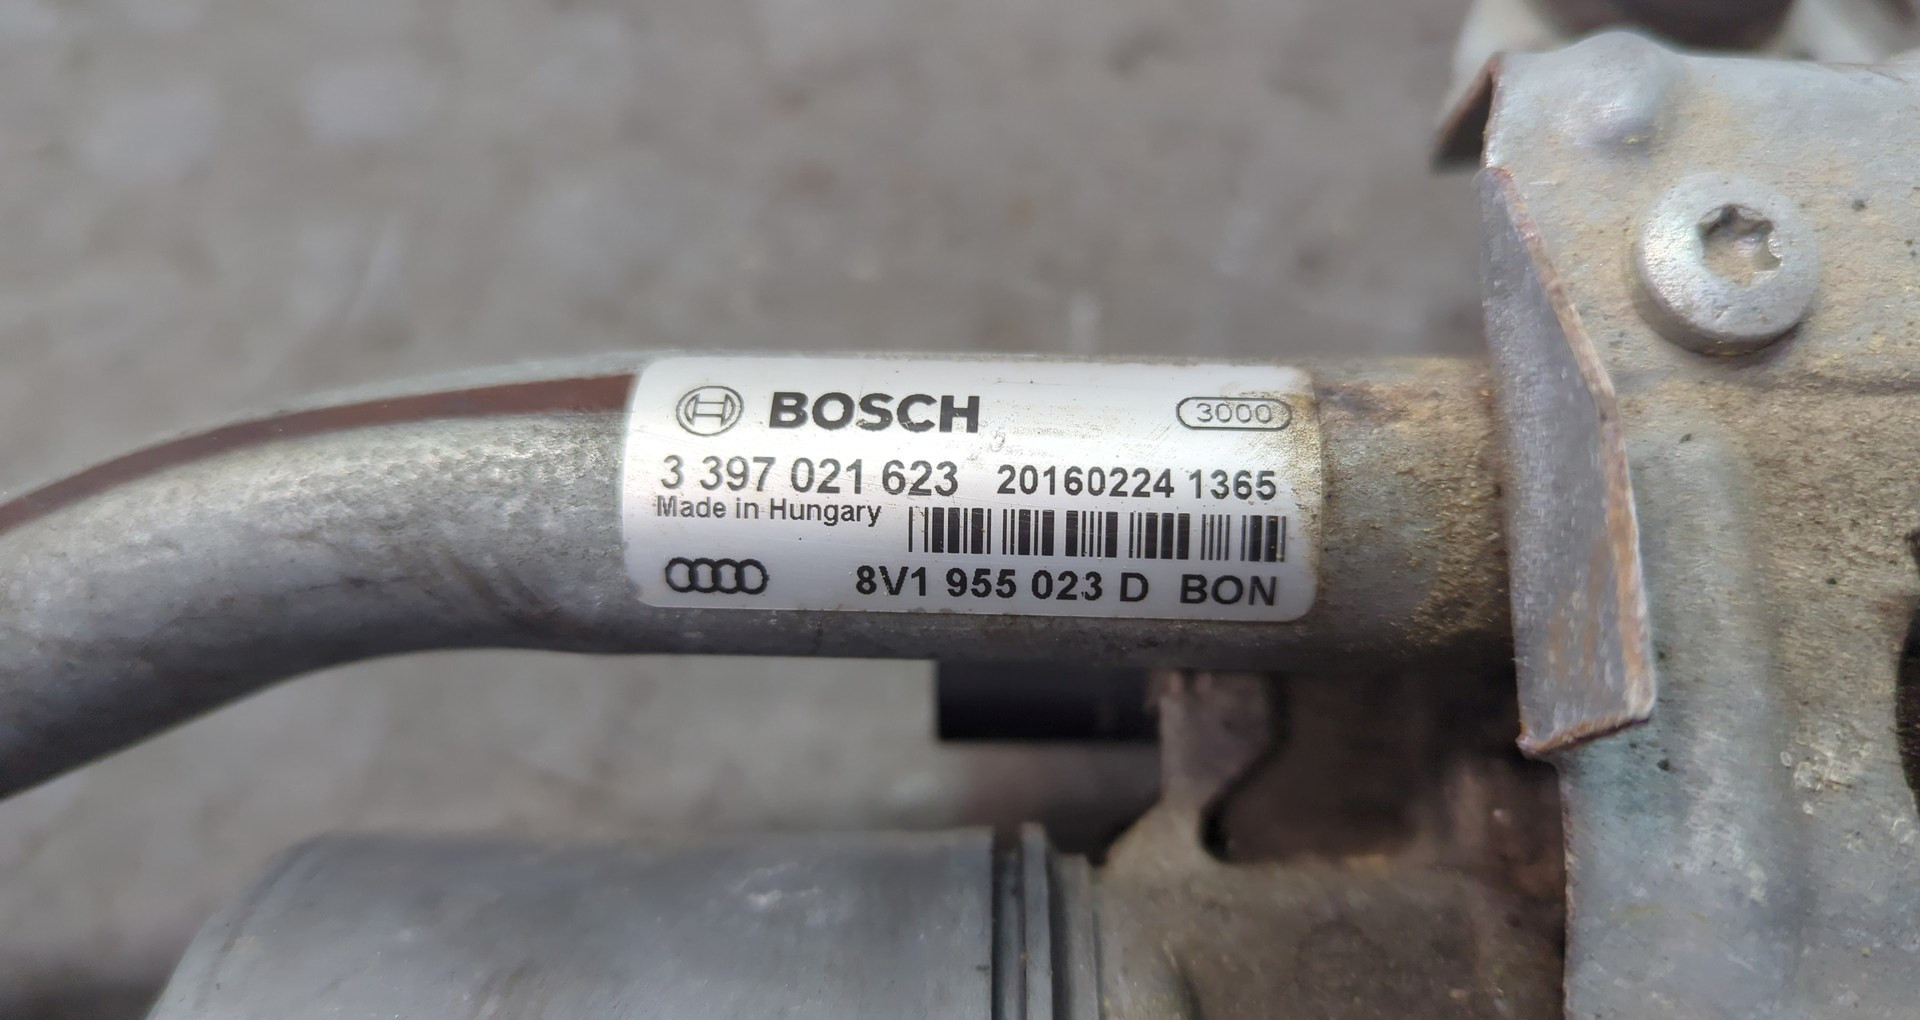 BOSCH 3000
3 397 021 623 20160224 1365
Made in Hungary
8V1 955 023 D BON